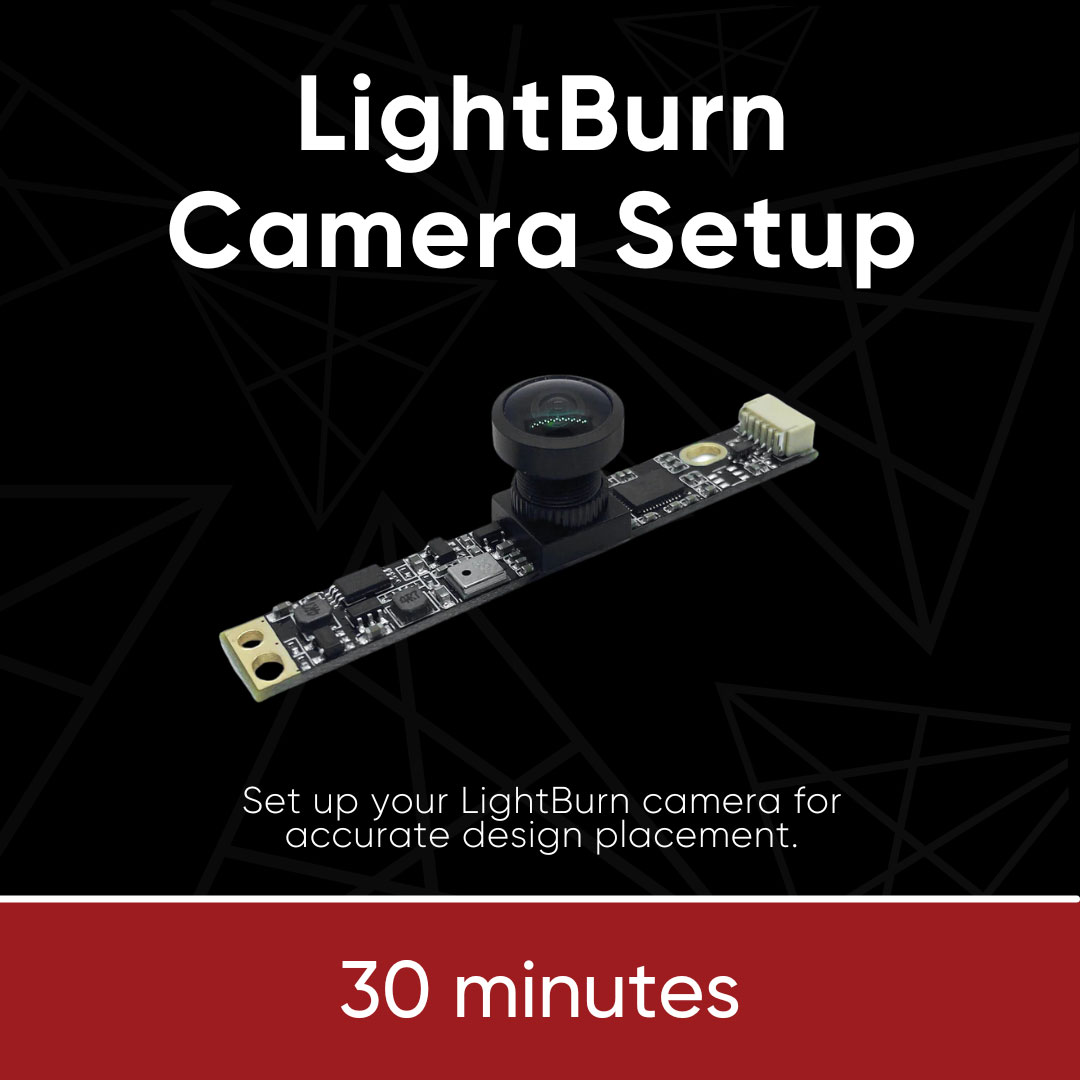 LightBurn
Camera Setup
Set up your LightBurn camera for
accurate design placement.
30 minutes